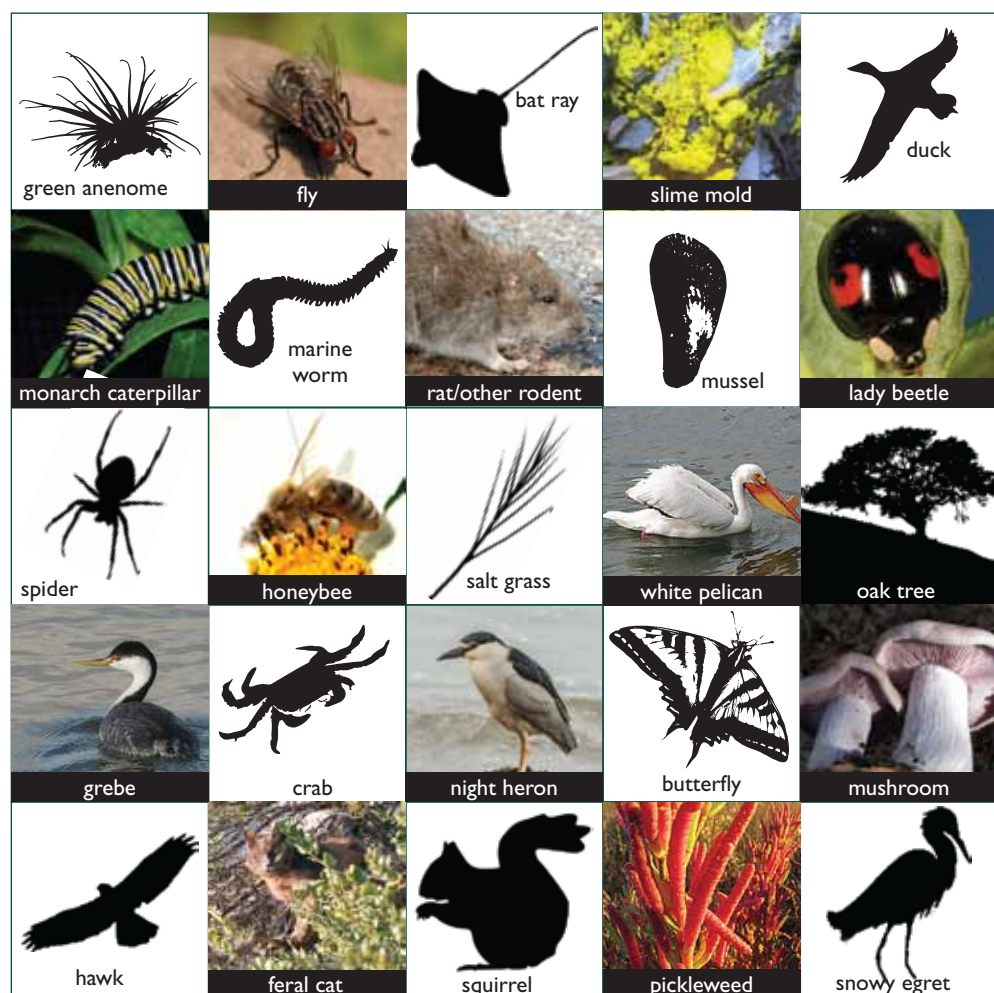 green anenome
fly
bat ray
slime mold
duck
monarch caterpillar
marine
worm
rat/other rodent
mussel
lady beetle
spider
honeybee
salt grass
white pelican
oak tree
grebe
crab
night heron
butterfly
mushroom
hawk
feral cat
squirrel
pickleweed
snowy egret